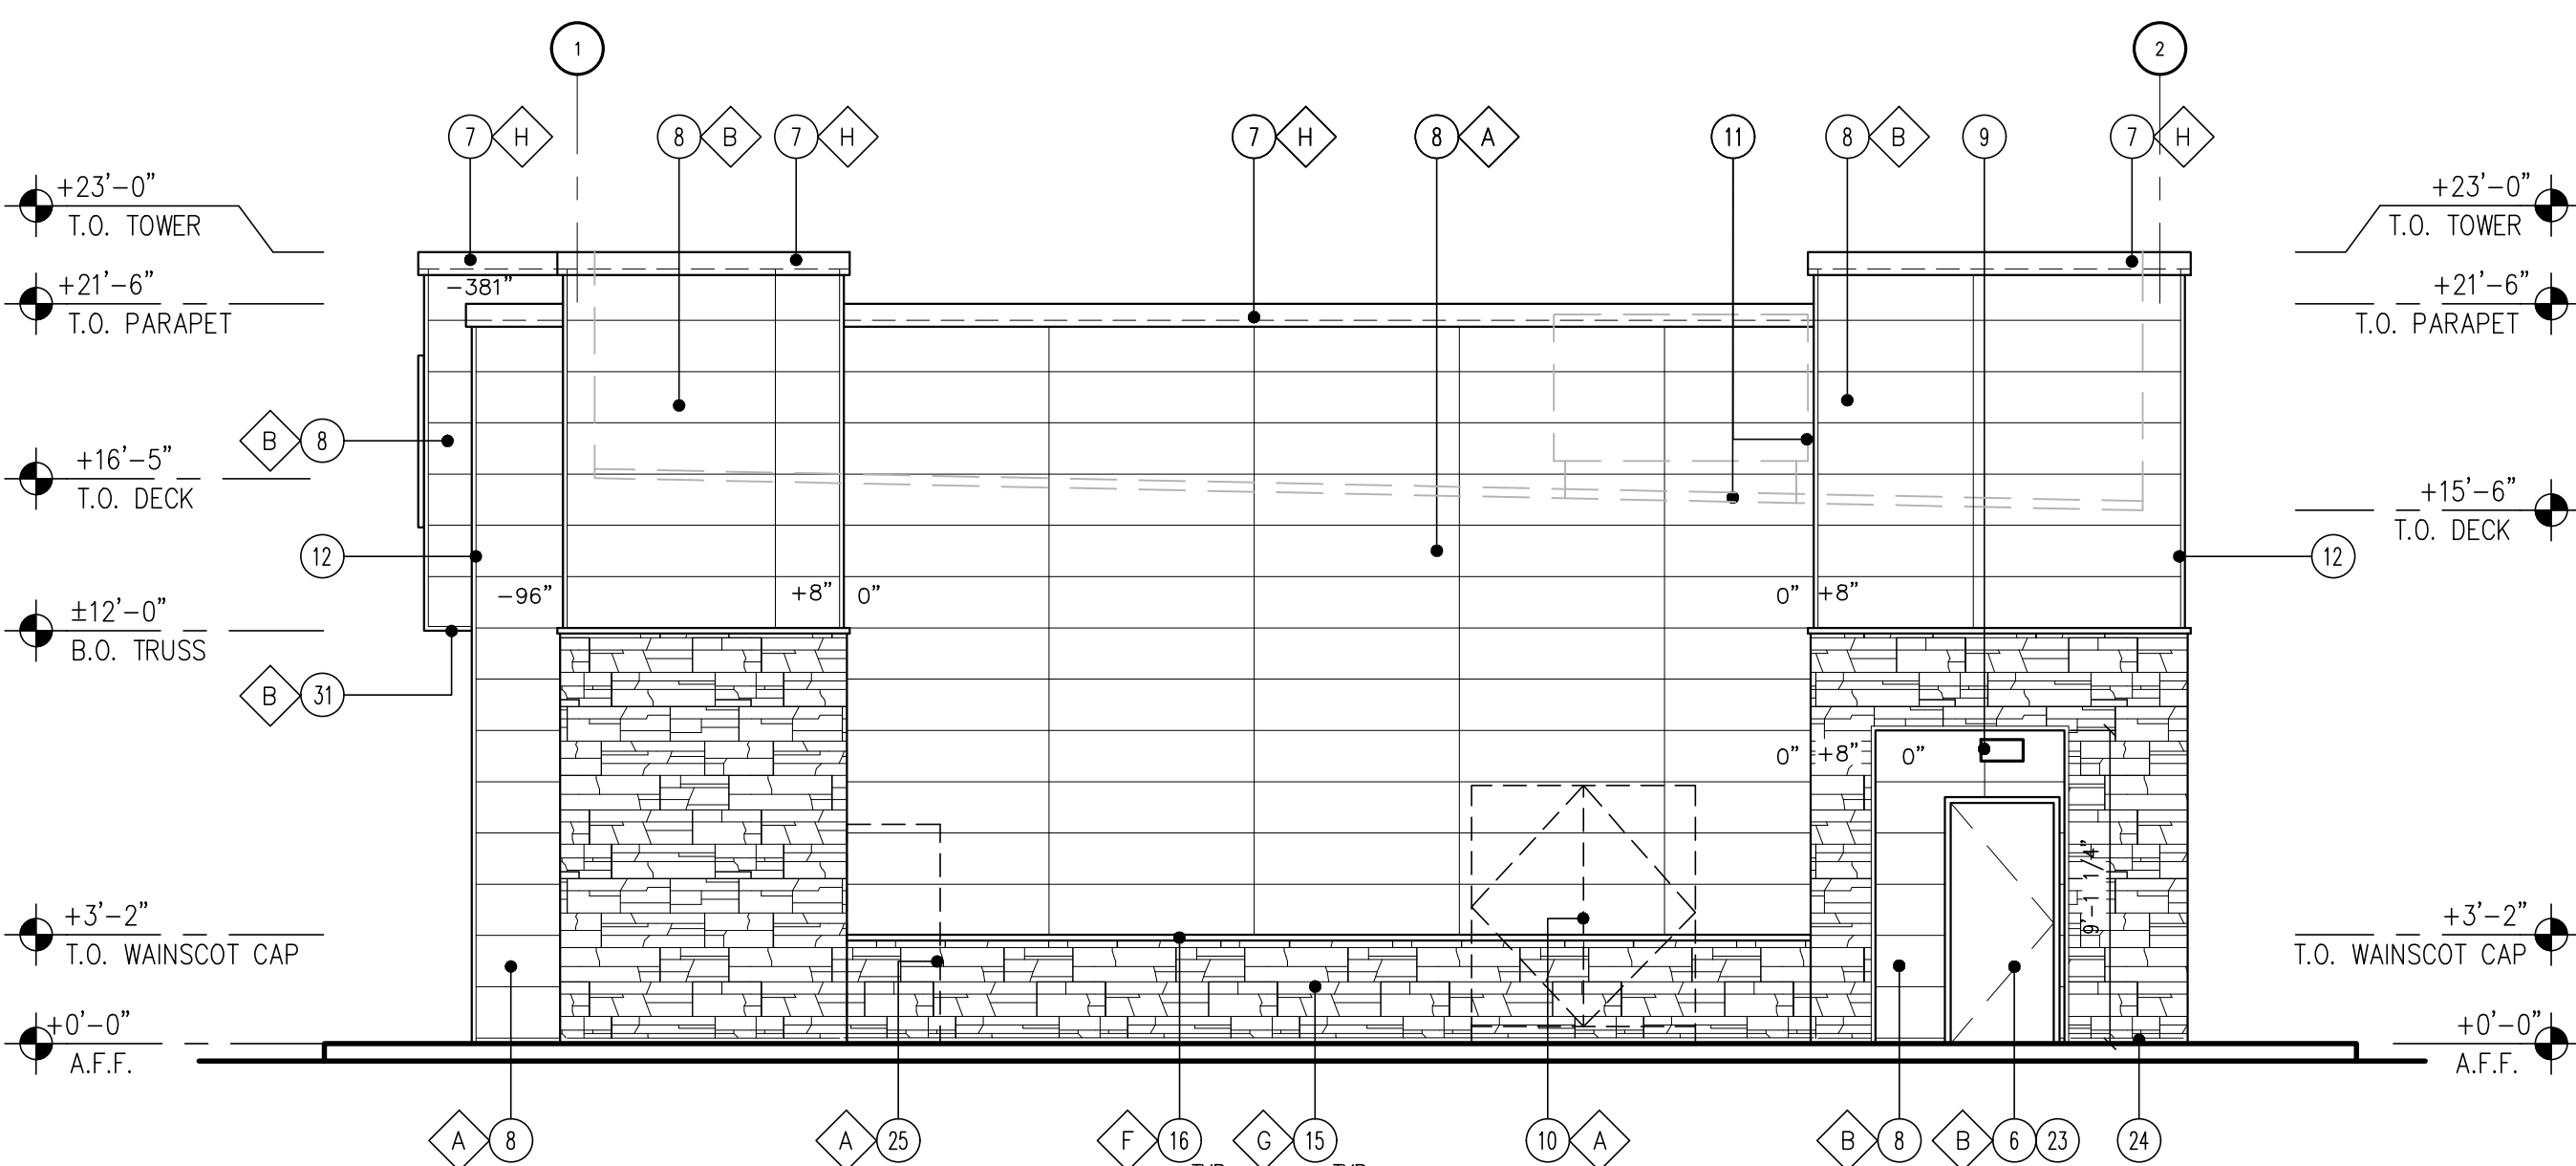 1
2
7 H
8 B
7 H
7 H
8 A
11
8 B
9
7 H
+23'-0"
T.O. TOWER
+23'-0"
T.O. TOWER
-381"
+21'-6"
T.O. PARAPET
+21'-6"
T.O. PARAPET
B 8
+16'-5"
T.O. DECK
+15'-6"
T.O. DECK
12
12
-96"
+8"
0"
0"
+8"
±12'-0"
B.O. TRUSS
B 31
0"
+8"
0"
9'-1 1/4"
+3'-2"
T.O. WAINSCOT CAP
+3'-2"
T.O. WAINSCOT CAP
+0'-0"
A.F.F.
+0'-0"
A.F.F.
A 8
A 25
F 16
G 15
10 A
B 8
B 6 23
24